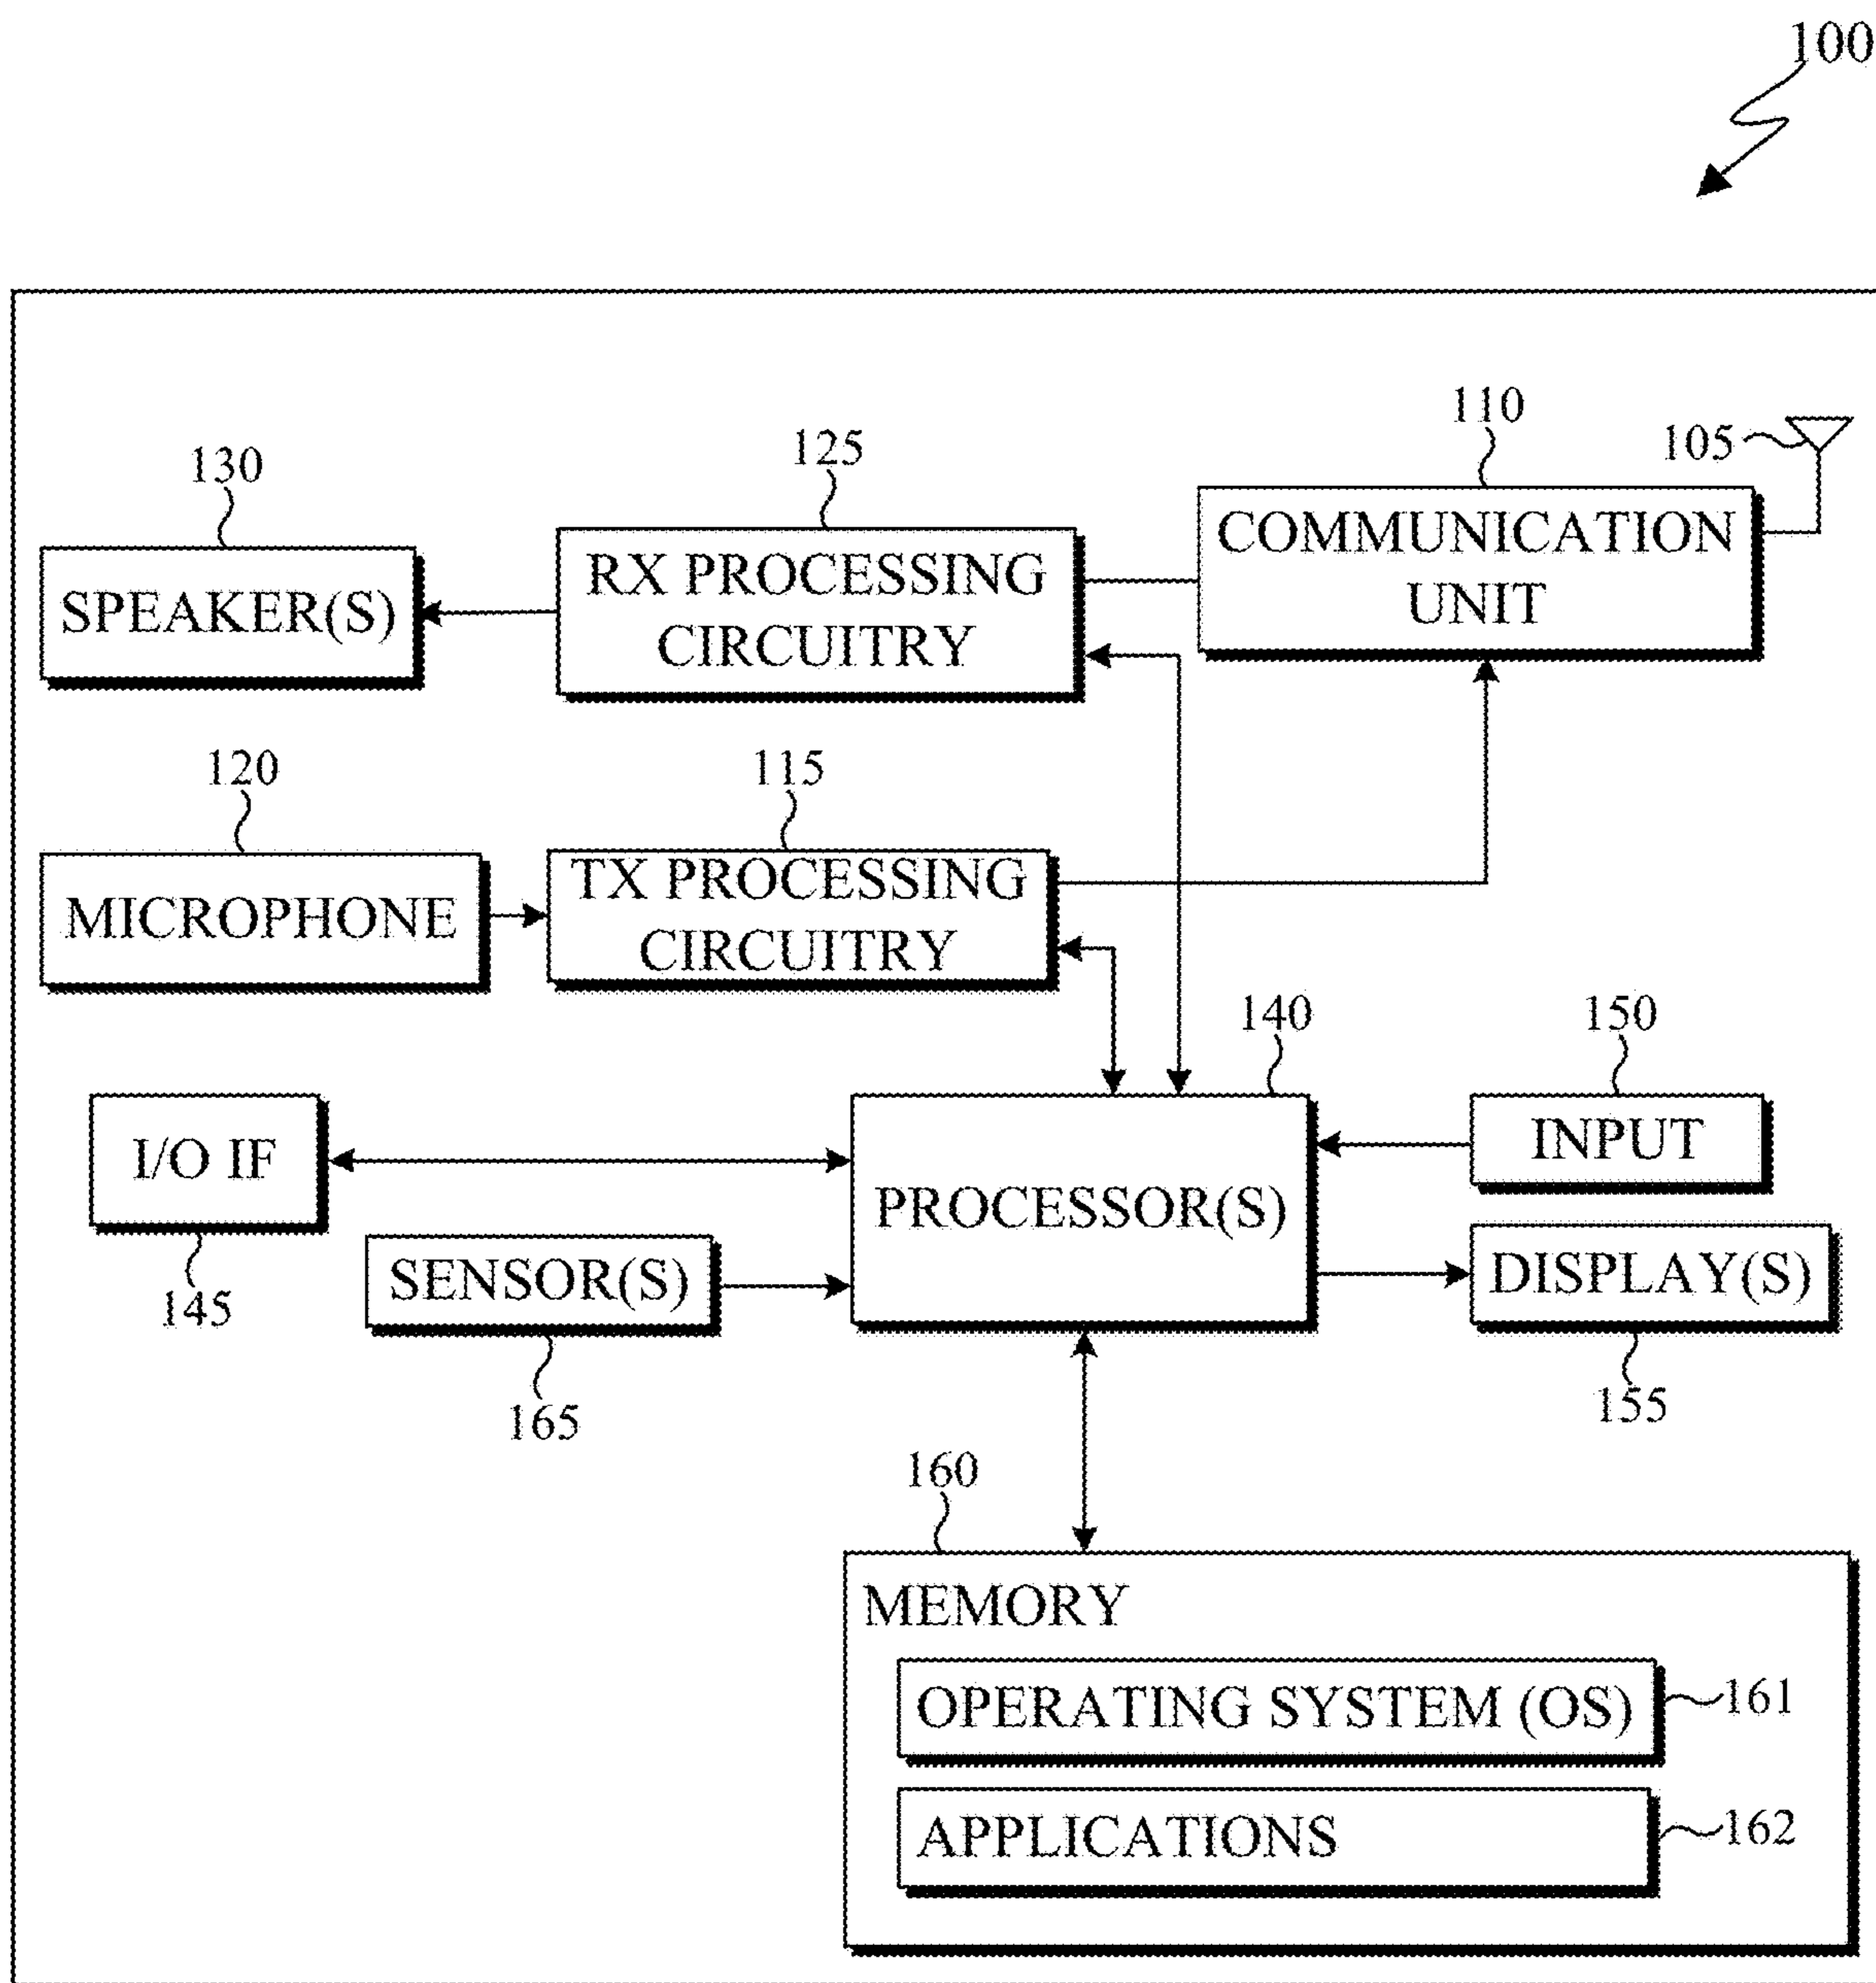 100
110
105
125
130
COMMUNICATION
UNIT
RX PROCESSING
CIRCUITRY
SPEAKER(S)
120
115
MICROPHONE
TX PROCESSING
CIRCUITRY
140
150
I/O IF
INPUT
PROCESSOR(S)
SENSOR(S)
DISPLAY(S)
145
165
155
160
MEMORY
OPERATING SYSTEM (OS)
161
APPLICATIONS
162